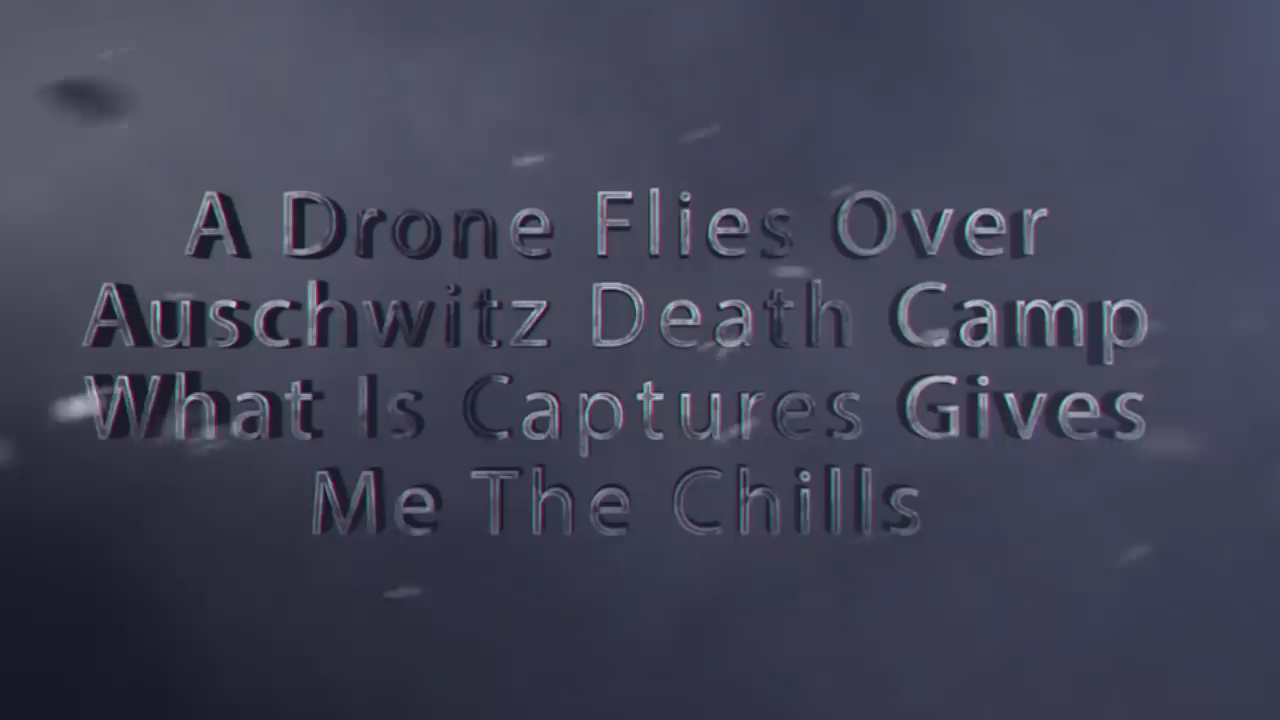 A Drone Flies Over
Auschwitz Death Camp
What Is Captures Gives
Me The Chills